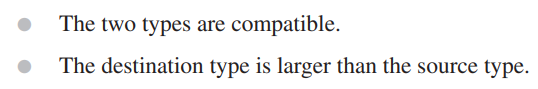 The two types are compatible.
The destination type is larger than the source type.